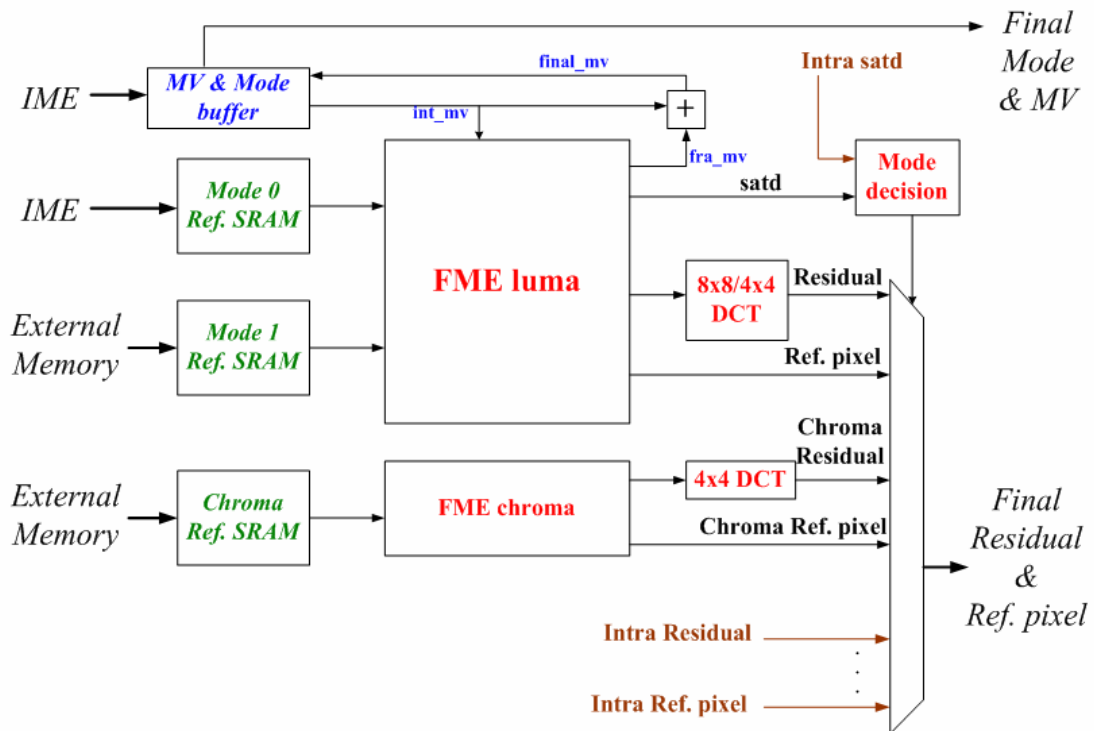 Final
Mode
& MV
final_mv
Intra satd
IME
MV & Mode
buffer
int_mv
+
fra_mv
Mode
decision
satd
IME
Mode 0
Ref. SRAM
FME luma
8x8/4x4
DCT
Residual
External
Memory
Mode 1
Ref. SRAM
Ref. pixel
Chroma
Residual
4x4 DCT
External
Memory
Chroma
Ref. SRAM
FME chroma
Chroma Ref. pixel
Final
Residual
&
Ref. pixel
Intra Residual
Intra Ref. pixel